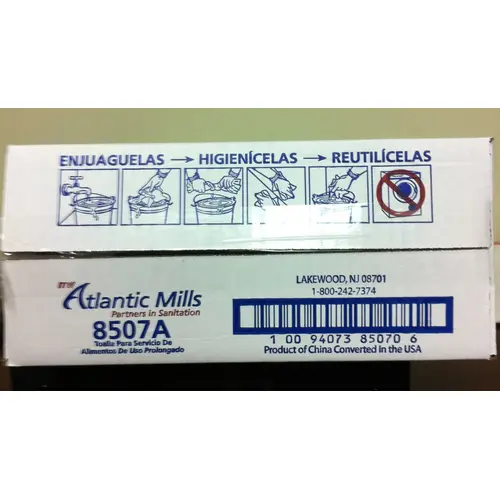 ENJUAGUELAS → HIGIENÍCELAS → REUTILÍCELAS
Atlantic Mills
Partners in Sanitation
8507A
Toalla Para Servicio De
Alimentos De Uso Prolongado
LAKEWOOD, NJ 08701
1-800-242-7374
1 00 94073 85070 6
Product of China Converted in the USA